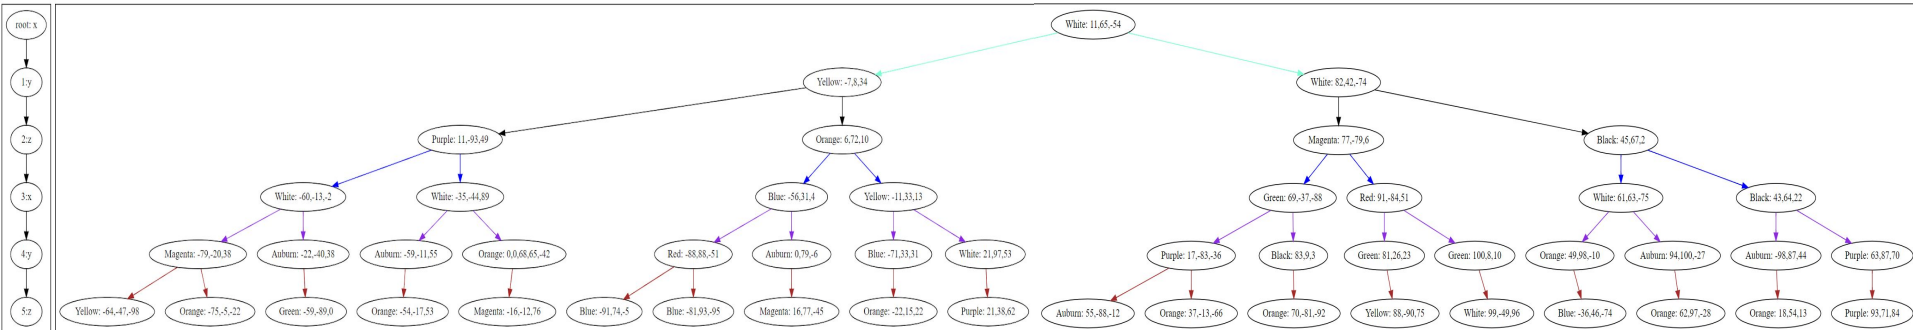 root: x
White: 11,65,-54
1:y
Yellow: -7,8,34
White: 82,42,-74
2:z
Purple: 11,-93,49
Orange: 6,72,10
Magenta: 77,-79,6
Black: 45,67,2
3:x
White: -60,-13,-2
White: -35,-44,89
Blue: -56,31,4
Yellow: -11,33,13
Green: 69,-37,-88
Red: 91,-84,51
White: 61,63,-75
Black: 43,64,22
4:y
Magenta: -79,-20,38
Auburn: -22,-40,38
Auburn: -59,-11,55
Orange: 0,0,68,65,-42
Red: -88,88,-51
Auburn: 0,79,-6
Blue: -71,33,31
White: 21,97,53
Purple: 17,-83,-36
Black: 83,9,3
Green: 81,26,23
Green: 100,8,10
Orange: 49,98,-10
Auburn: 94,100,-27
Auburn: -98,87,44
Purple: 63,87,70
5:z
Yellow: -64,-47,-98
Orange: -75,-5,-22
Green: -59,-89,0
Orange: -54,-17,53
Magenta: -16,-12,76
Blue: -91,74,-5
Blue: -81,93,-95
Magenta: 16,77,-45
Orange: -22,15,22
Purple: 21,38,62
Auburn: 55,-88,-12
Orange: 37,-13,-66
Orange: 70,-81,-92
Yellow: 88,-90,75
White: 99,-49,96
Blue: -36,46,-74
Orange: 62,97,-28
Orange: 18,54,13
Purple: 93,71,84